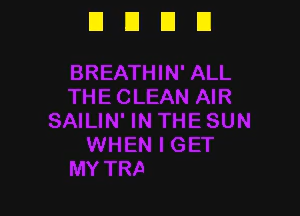 BREATHIN' ALL
THE CLEAN AIR
SAILIN' IN THE SUN
WHEN I GET
MY TRA